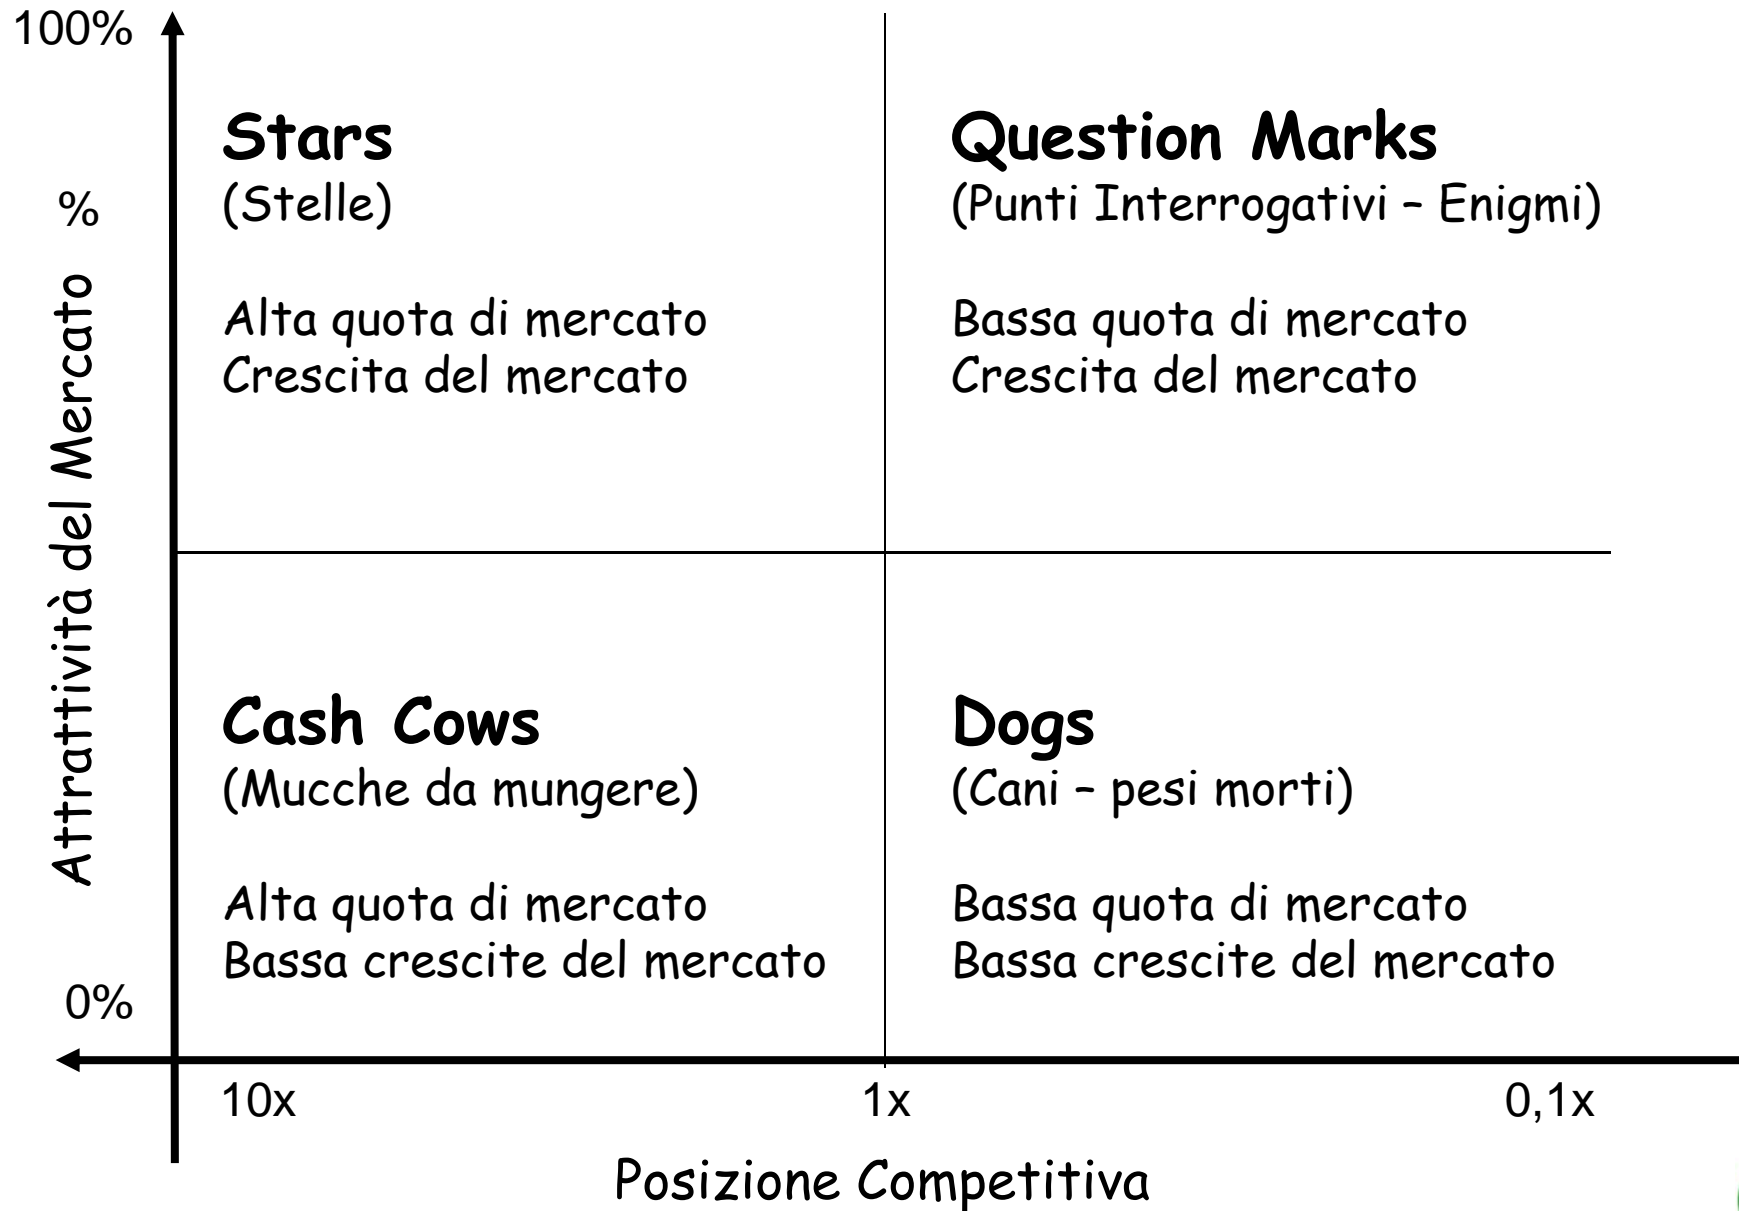 100%
%
Attrattività del Mercato
0%
Stars
(Stelle)
Alta quota di mercato
Crescita del mercato
Question Marks
(Punti Interrogativi – Enigmi)
Bassa quota di mercato
Crescita del mercato
Cash Cows
(Mucche da mungere)
Alta quota di mercato
Bassa crescite del mercato
Dogs
(Cani – pesi morti)
Bassa quota di mercato
Bassa crescite del mercato
10x
1x
0,1x
Posizione Competitiva